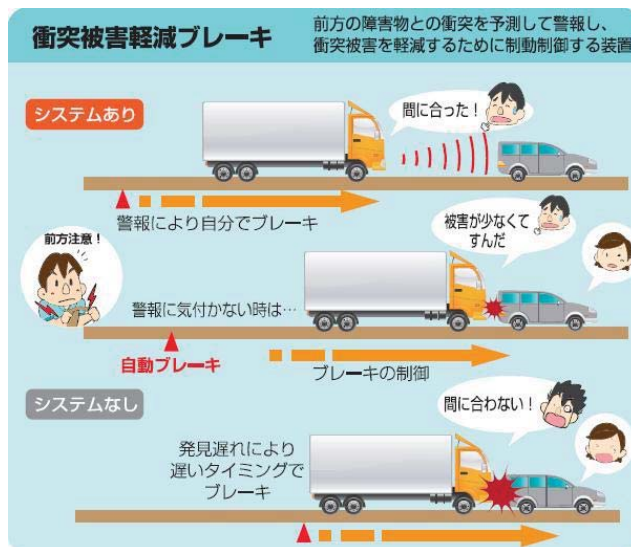 衝突被害軽減ブレーキ
前方の障害物との衝突を予測して警報し、
衝突被害を軽減するために制動制御する装置
システムあり
間に合った!
警報により自分でブレーキ
前方注意!
被害が少なくて
すんだ
警報に気付かない時は…
自動ブレーキ
ブレーキの制御
システムなし
間に合わない!
発見遅れにより
遅いタイミングで
ブレーキ